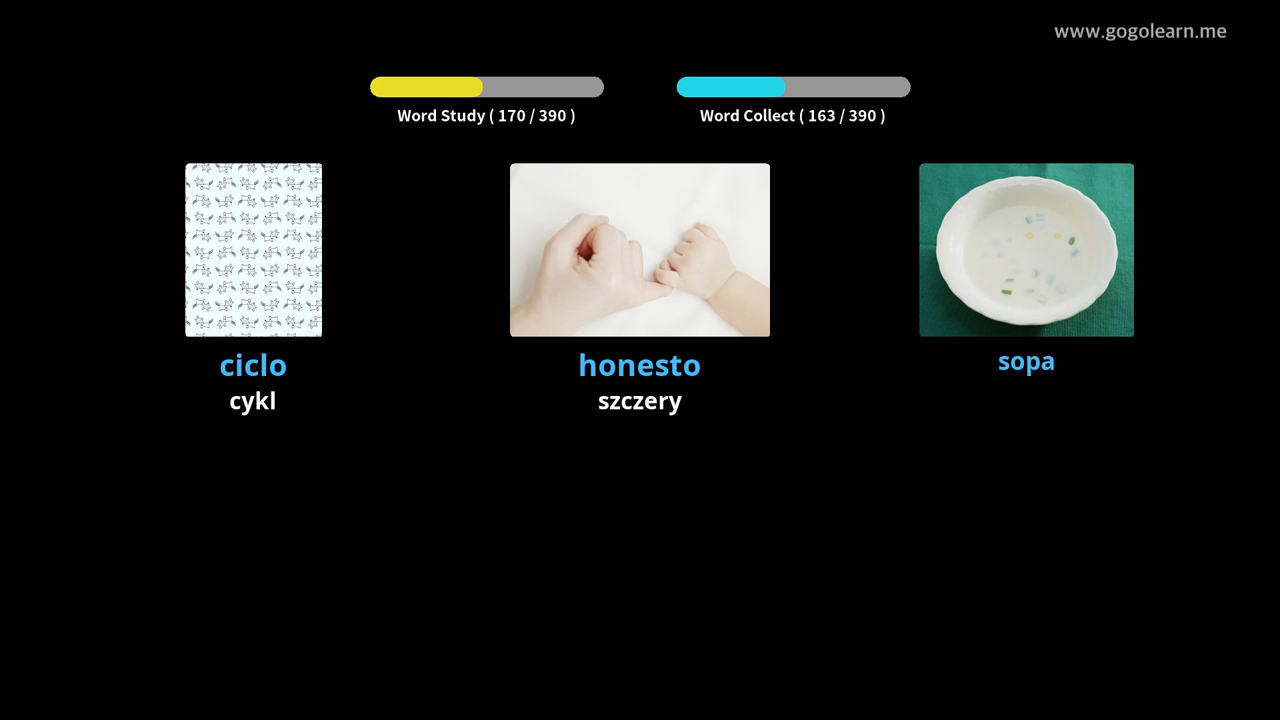 www.gogolearn.me
Word Study ( 170 / 390 )
Word Collect ( 163 / 390 )
ciclo
cykl
honesto
szczery
sopa